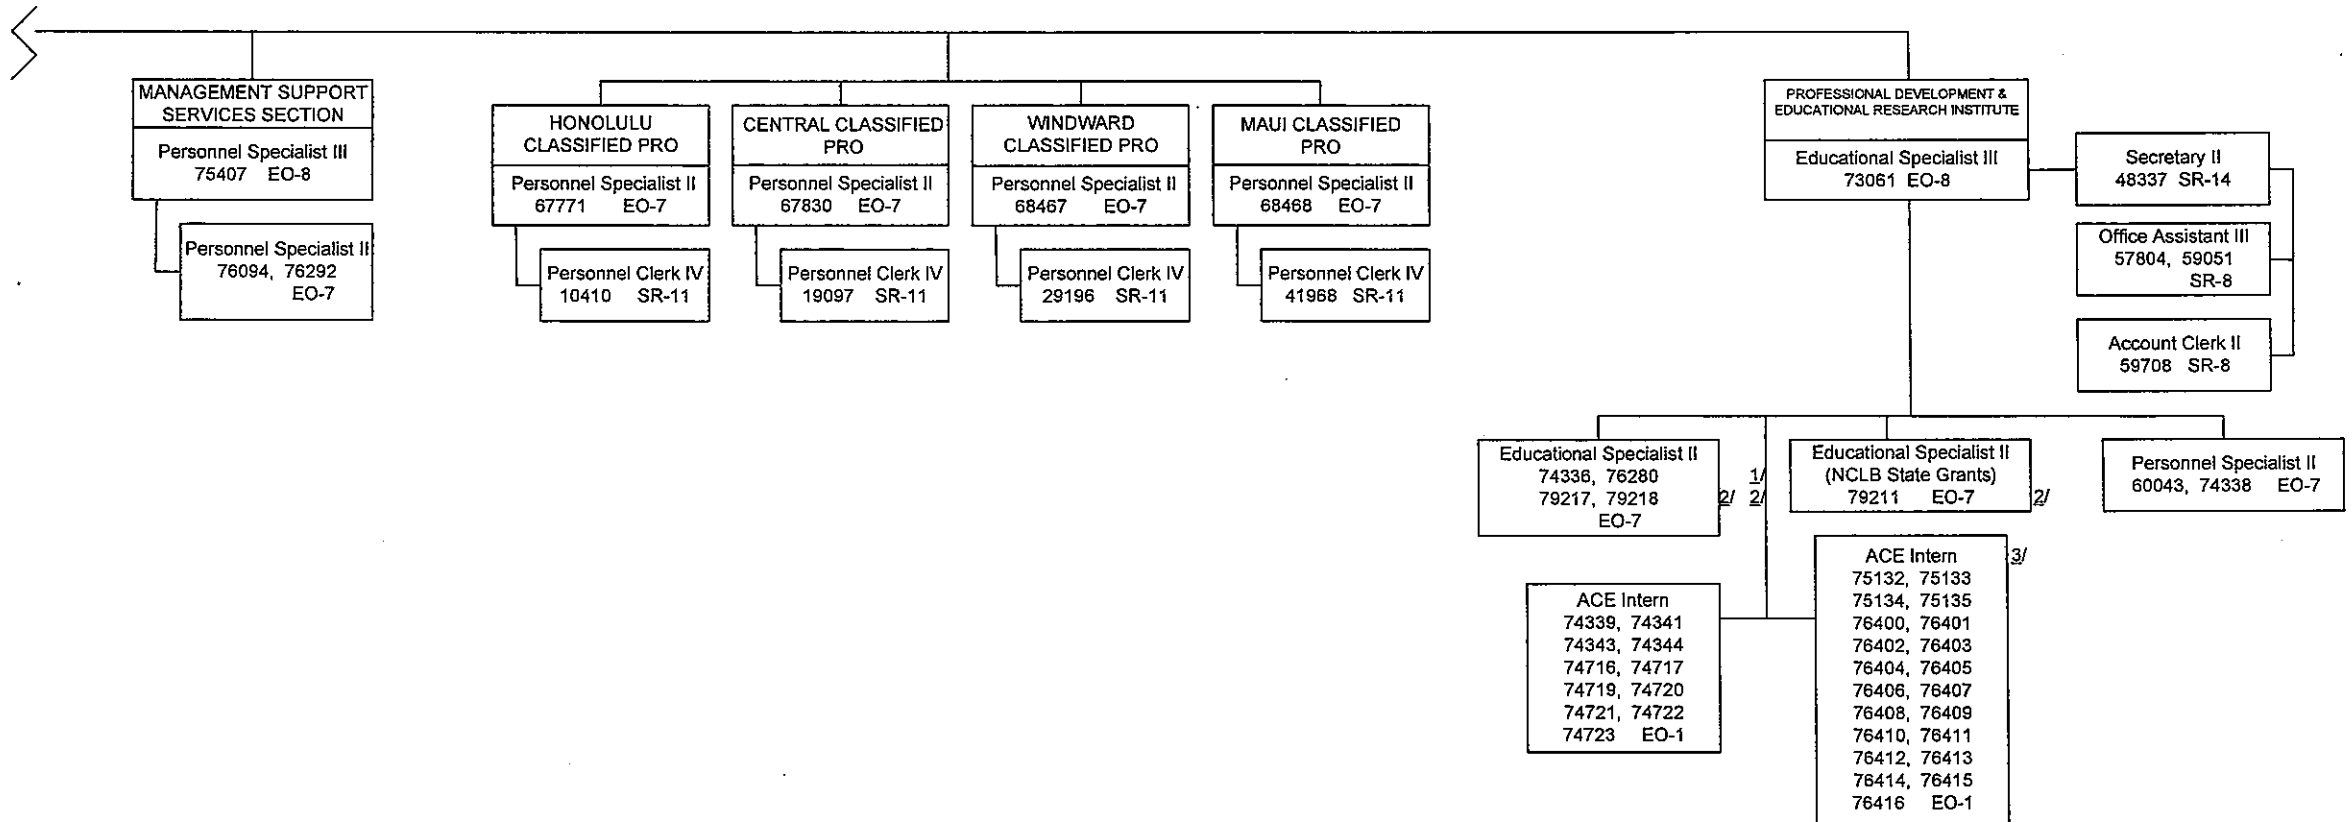 MANAGEMENT SUPPORT
SERVICES SECTION
Personnel Specialist III
75407 EO-8
Personnel Specialist II
76094, 76292
EO-7
HONOLULU
CLASSIFIED PRO
Personnel Specialist II
67771 EO-7
Personnel Clerk IV
10410 SR-11
CENTRAL CLASSIFIED
PRO
Personnel Specialist II
67830 EO-7
Personnel Clerk IV
19097 SR-11
WINDWARD
CLASSIFIED PRO
Personnel Specialist II
68467 EO-7
Personnel Clerk IV
29196 SR-11
MAUI CLASSIFIED
PRO
Personnel Specialist II
68468 EO-7
Personnel Clerk IV
41968 SR-11
PROFESSIONAL DEVELOPMENT &
EDUCATIONAL RESEARCH INSTITUTE
Educational Specialist III
73061 EO-8
Secretary II
48337 SR-14
Office Assistant III
57804, 59051
SR-8
Account Clerk II
59708 SR-8
Educational Specialist II
74336, 76280 1/
79217, 79218 2/ 2/
EO-7
Educational Specialist II
(NCLB State Grants)
79211 EO-7 2/
Personnel Specialist II
60043, 74338 EO-7
ACE Intern
74339, 74341
74343, 74344
74716, 74717
74719, 74720
74721, 74722
74723 EO-1
ACE Intern 3/
75132, 75133
75134, 75135
76400, 76401
76402, 76403
76404, 76405
76406, 76407
76408, 76409
76410, 76411
76412, 76413
76414, 76415
76416 EO-1